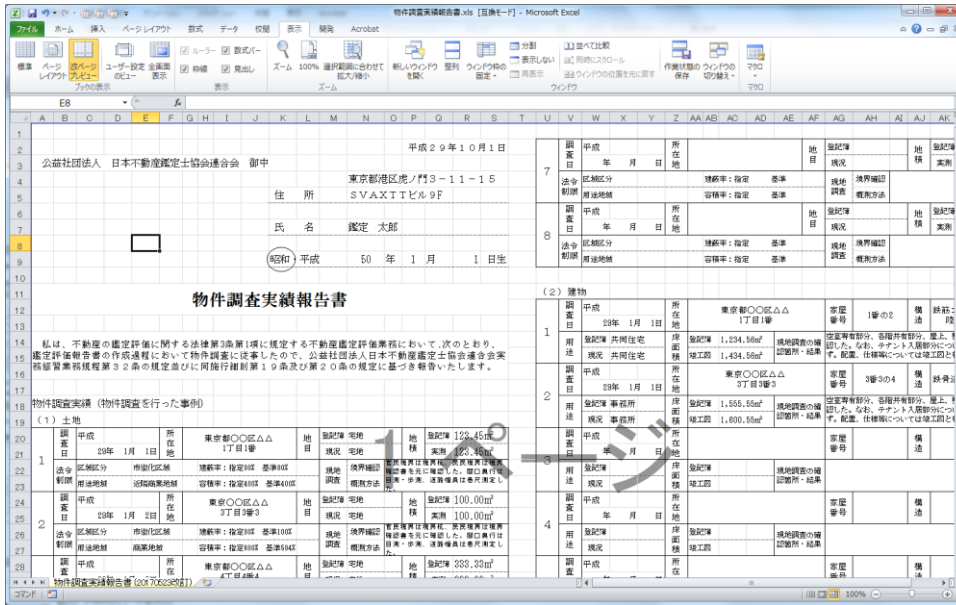 物件調査実績報告書.xls [互換モード] - Microsoft Excel
ファイル ホーム 挿入 ページ レイアウト 数式 データ 校閲 表示 開発 Acrobat
標準 ページ レイアウト 改ページ プレビュー ユーザー設定 のビュー 全画面 表示
ルーラー 数式バー
枠線 見出し
ズーム 100% 選択範囲に合わせて 拡大/縮小
新しいウィンドウ を開く 整列 ウィンドウ枠の 固定
分割 表示しない 再表示
並べて比較 同時にスクロール ウィンドウの位置を元に戻す
作業状態の 保存 ウィンドウの 切り替え マクロ
ブックの表示 表示 ズーム ウィンドウ マクロ
E8 fx
A B C D E F G H I J K L M N O P Q R S T U V W X Y Z AA AB AC AD AE AF AG AH AI AJ AK
平成29年10月1日
公益社団法人 日本不動産鑑定士協会連合会 御中
東京都港区虎ノ門3-11-15
住 所 SVAXTTビル9F
氏 名 鑑定 太郎
昭和・平成 50 年 1 月 1 日生
物件調査実績報告書
私は、不動産の鑑定評価に関する法律第3条第1項に規定する不動産鑑定評価業務において、次のとおり、
鑑定評価報告書の作成過程において物件調査に従事したので、公益社団法人日本不動産鑑定士協会連合会実
務修習業務規程第32条の規定並びに同施行細則第19条及び第20条の規定に基づき報告いたします。
物件調査実績(物件調査を行った事例)
(1)土地
1 調査日 平成 29年 1月 1日 所在地 東京都〇〇区△△ 1丁目1番 地目 登記簿 宅地 現況 宅地 地積 登記簿 123.45㎡ 実測 123.45㎡
法令制限 区域区分 市街化区域 建蔽率:指定80% 基準80% 現地調査 境界確認
用途地域 近隣商業地域 容積率:指定400% 基準400% 概測方法
2 調査日 平成 29年 1月 2日 所在地 東京〇〇区△△ 3丁目3番3 地目 登記簿 宅地 現況 宅地 地積 登記簿 100.00㎡ 実測 100.00㎡
法令制限 区域区分 市街化区域 建蔽率:指定80% 基準100% 現地調査 境界確認
用途地域 商業地域 容積率:指定600% 基準584% 概測方法
調査 平成 所在 東京都〇〇区△△ 4丁目4番4 地 登記簿 宅地 地 登記簿 333.33㎡
7 調査日 平成 年 月 日 所在地 地目 登記簿 現況 地積 登記簿 実測
法令制限 区域区分 建蔽率:指定 基準 現地調査 境界確認
用途地域 容積率:指定 基準 概測方法
8 調査日 平成 年 月 日 所在地 地目 登記簿 現況 地積 登記簿 実測
法令制限 区域区分 建蔽率:指定 基準 現地調査 境界確認
用途地域 容積率:指定 基準 概測方法
(2)建物
1 調査日 平成 29年 1月 1日 所在地 東京都〇〇区△△ 1丁目1番 家屋番号 1番の2 構造
用途 登記簿 共同住宅 現況 共同住宅 床面積 登記簿 1,234.56㎡ 竣工図 1,434.56㎡ 現地調査の確認箇所・結果
2 調査日 平成 29年 1月 1日 所在地 東京〇〇区△△ 3丁目3番3 家屋番号 3番3の4 構造
用途 登記簿 事務所 現況 事務所 床面積 登記簿 1,555.55㎡ 竣工図 1,600.55㎡ 現地調査の確認箇所・結果
3 調査日 平成 年 月 日 所在地 家屋番号 構造
用途 登記簿 現況 床面積 登記簿 竣工図 現地調査の確認箇所・結果
4 調査日 平成 年 月 日 所在地 家屋番号 構造
用途 登記簿 現況 床面積 登記簿 竣工図 現地調査の確認箇所・結果
調査 平成 所在 家屋番号 構
1 ページ
物件調査実績報告書(20170523改訂)
コマンド 100%